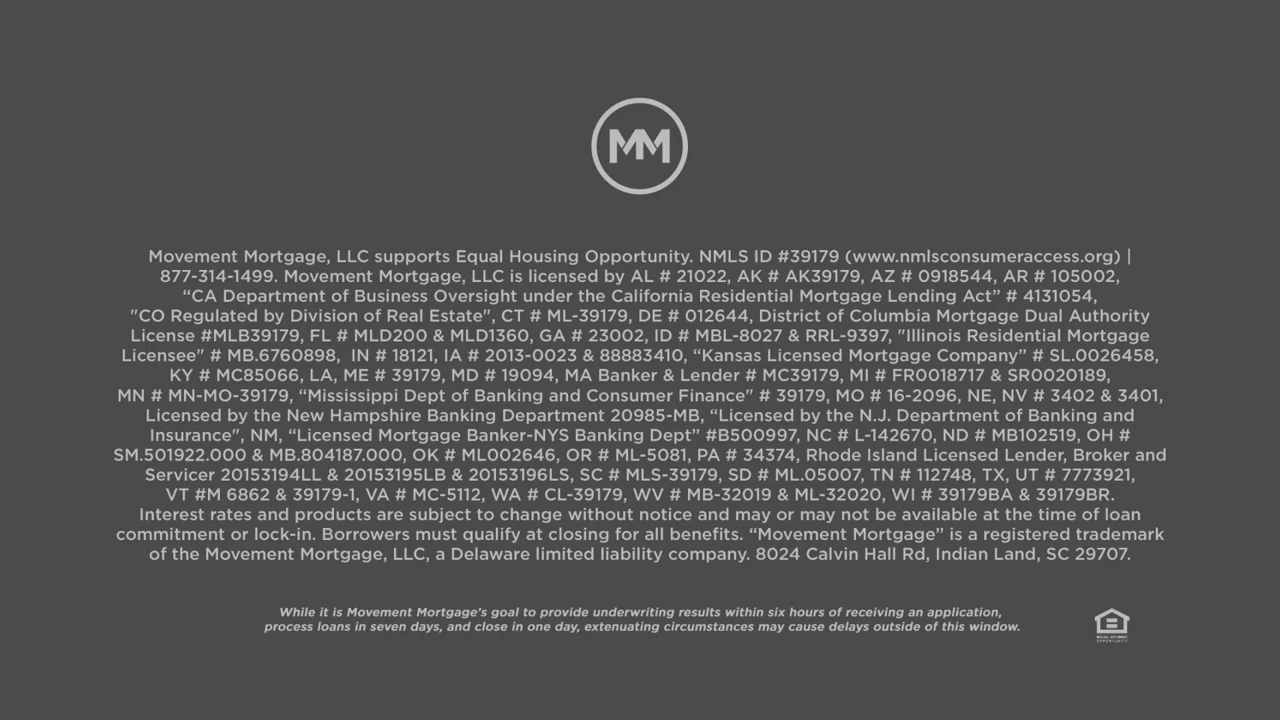 MM
Movement Mortgage, LLC supports Equal Housing Opportunity. NMLS ID #39179 (www.nmlsconsumeraccess.org) |
877-314-1499. Movement Mortgage, LLC is licensed by AL # 21022, AK # AK39179, AZ # 0918544, AR # 105002,
“CA Department of Business Oversight under the California Residential Mortgage Lending Act” # 4131054,
"CO Regulated by Division of Real Estate", CT # ML-39179, DE # 012644, District of Columbia Mortgage Dual Authority
License #MLB39179, FL # MLD200 & MLD1360, GA # 23002, ID # MBL-8027 & RRL-9397, "Illinois Residential Mortgage
Licensee" # MB.6760898, IN # 18121, IA # 2013-0023 & 88883410, “Kansas Licensed Mortgage Company” # SL.0026458,
KY # MC85066, LA, ME # 39179, MD # 19094, MA Banker & Lender # MC39179, MI # FR0018717 & SR0020189,
MN # MN-MO-39179, “Mississippi Dept of Banking and Consumer Finance" # 39179, MO # 16-2096, NE, NV # 3402 & 3401,
Licensed by the New Hampshire Banking Department 20985-MB, “Licensed by the N.J. Department of Banking and
Insurance", NM, “Licensed Mortgage Banker-NYS Banking Dept” #B500997, NC # L-142670, ND # MB102519, OH #
SM.501922.000 & MB.804187.000, OK # ML002646, OR # ML-5081, PA # 34374, Rhode Island Licensed Lender, Broker and
Servicer 20153194LL & 20153195LB & 20153196LS, SC # MLS-39179, SD # ML.05007, TN # 112748, TX, UT # 7773921,
VT #M 6862 & 39179-1, VA # MC-5112, WA # CL-39179, WV # MB-32019 & ML-32020, WI # 39179BA & 39179BR.
Interest rates and products are subject to change without notice and may or may not be available at the time of loan
commitment or lock-in. Borrowers must qualify at closing for all benefits. “Movement Mortgage” is a registered trademark
of the Movement Mortgage, LLC, a Delaware limited liability company. 8024 Calvin Hall Rd, Indian Land, SC 29707.
While it is Movement Mortgage’s goal to provide underwriting results within six hours of receiving an application,
process loans in seven days, and close in one day, extenuating circumstances may cause delays outside of this window.
EQUAL HOUSING
OPPORTUNITY